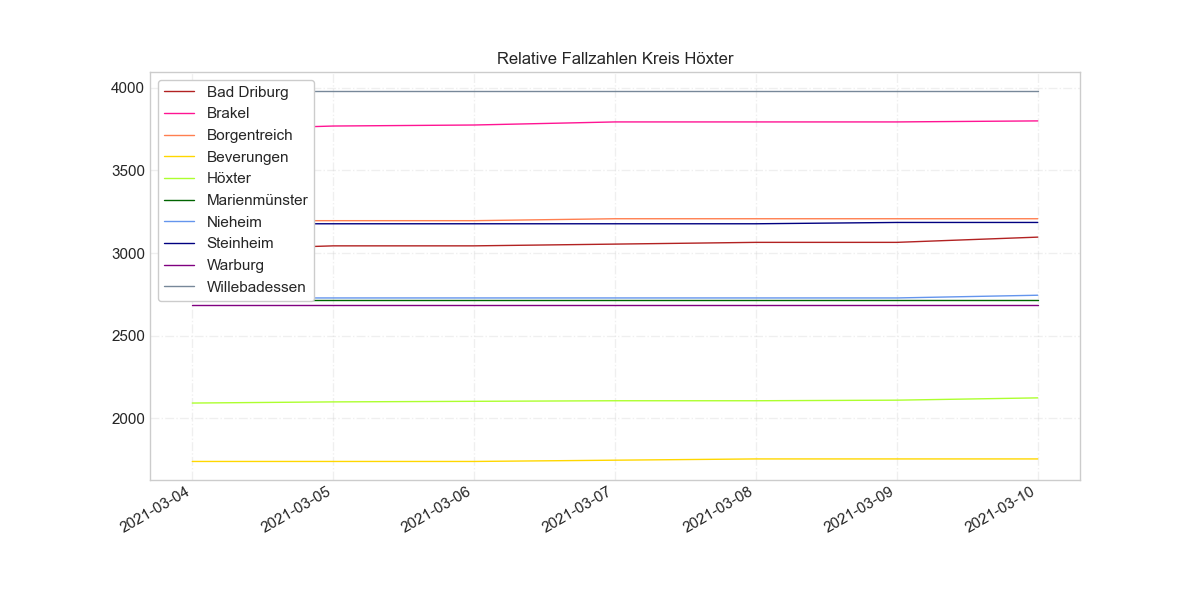 Relative Fallzahlen Kreis Höxter
4000
3500
3000
2500
2000
Bad Driburg
Brakel
Borgentreich
Beverungen
Höxter
Marienmünster
Nieheim
Steinheim
Warburg
Willebadessen
2021-03-04
2021-03-05
2021-03-06
2021-03-07
2021-03-08
2021-03-09
2021-03-10